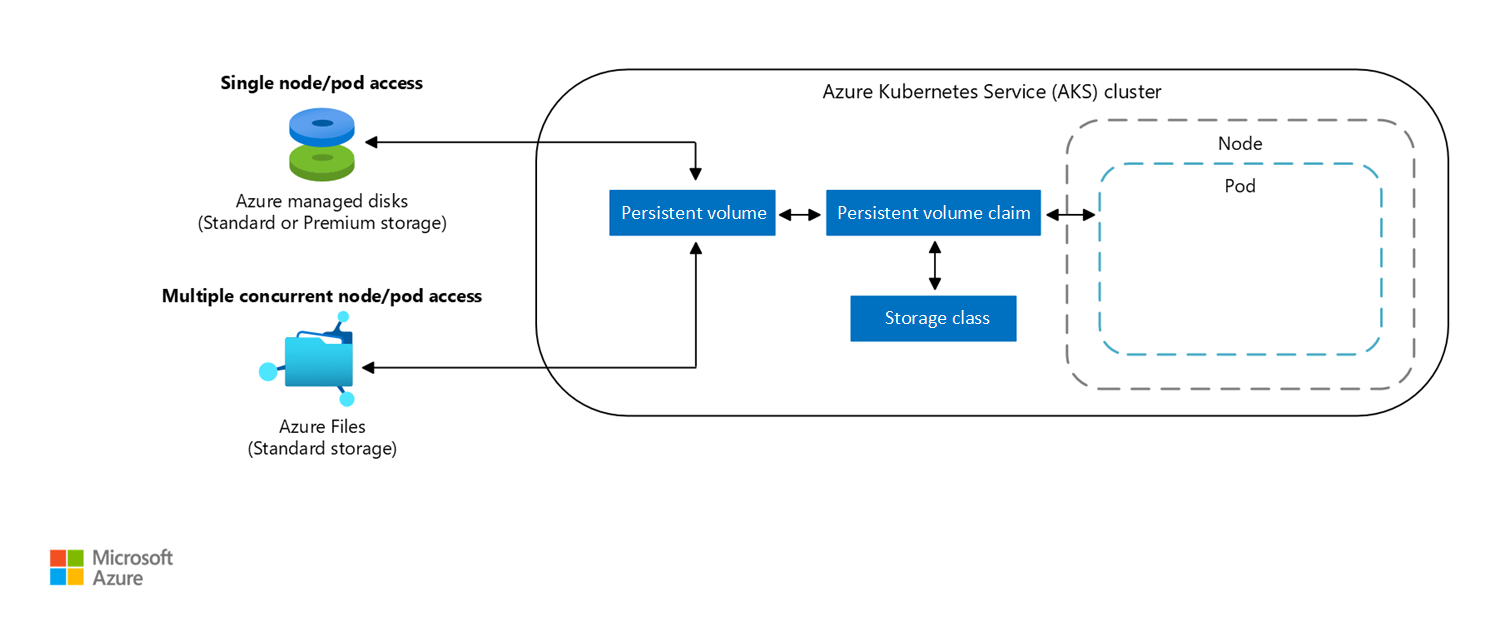 Single node/pod access
Azure managed disks
(Standard or Premium storage)
Multiple concurrent node/pod access
Azure Files
(Standard storage)
Azure Kubernetes Service (AKS) cluster
Persistent volume
Persistent volume claim
Storage class
Node
Pod
Microsoft
Azure